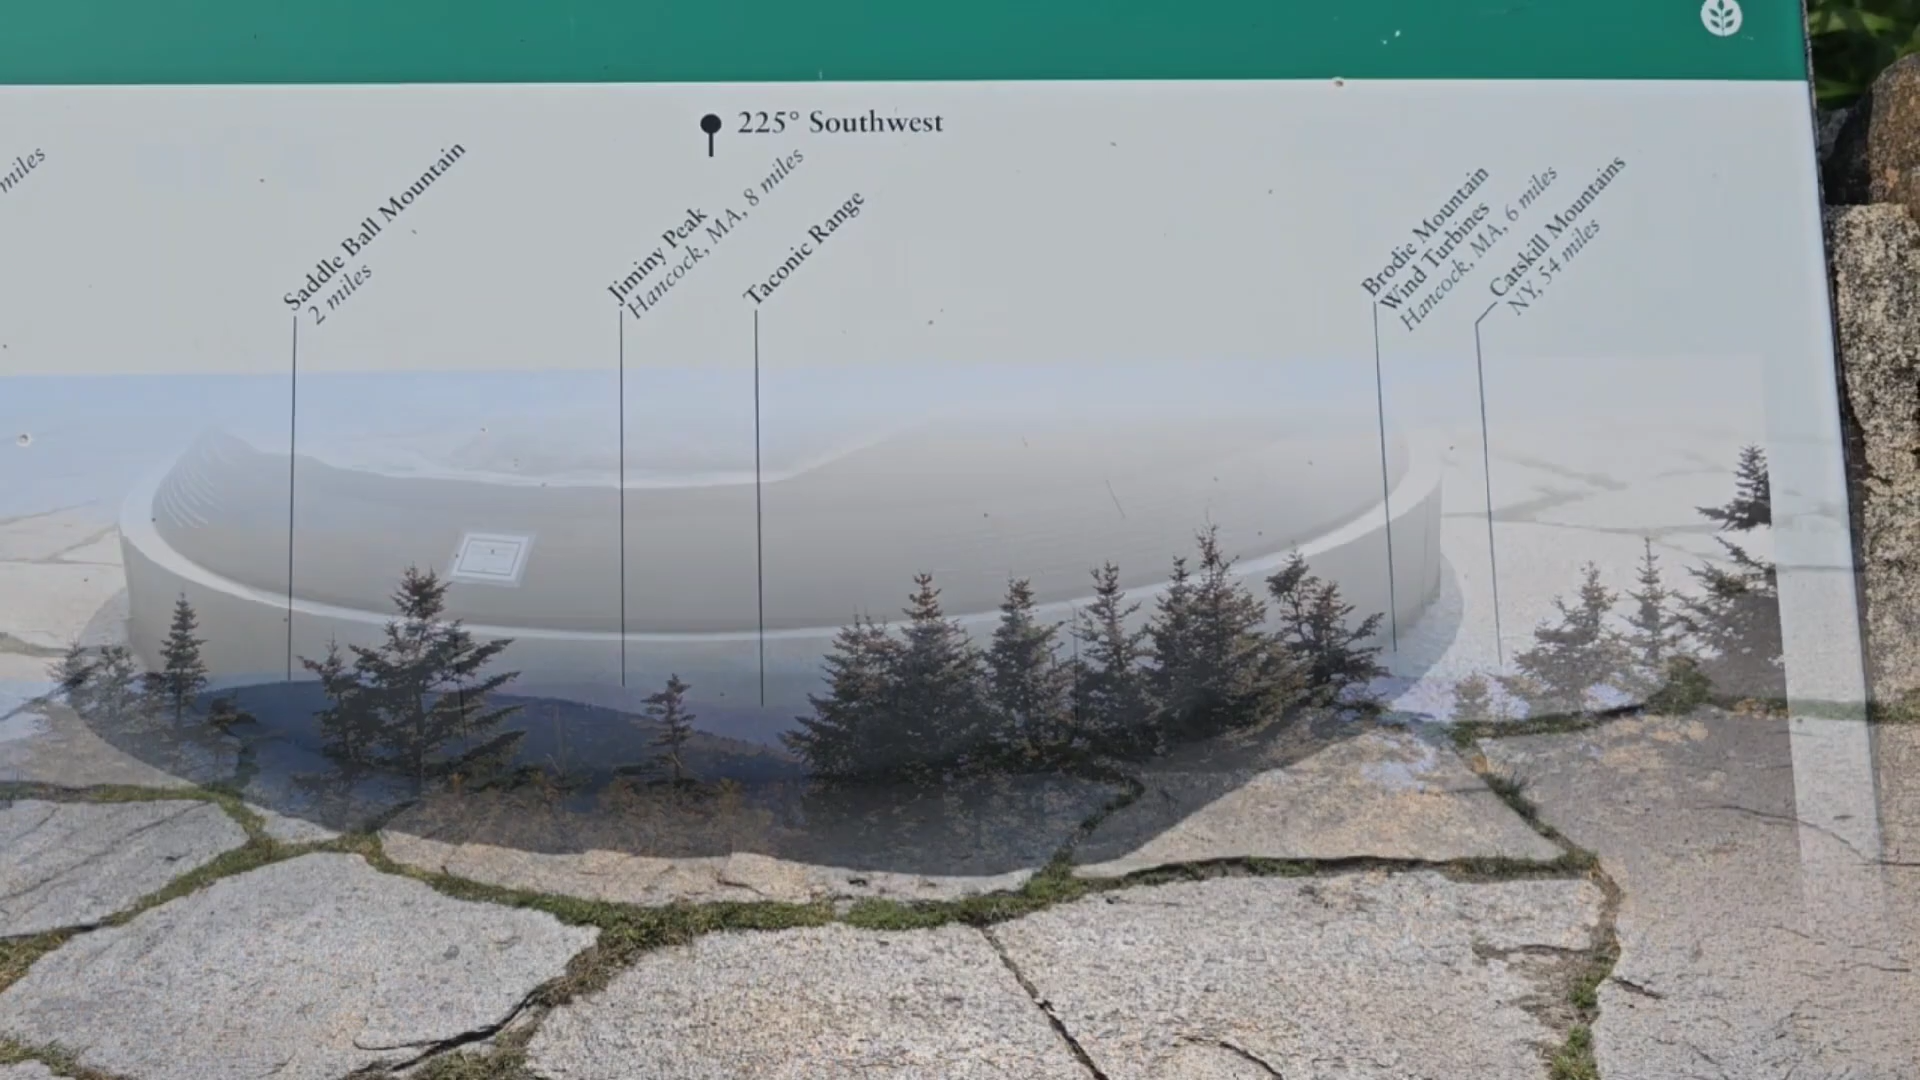 225° Southwest
miles
Saddle Ball Mountain
2 miles
Jiminy Peak
Hancock, MA, 8 miles
Taconic Range
Brodie Mountain
Wind Turbines
Hancock, MA, 6 miles
Catskill Mountains
NY, 54 miles